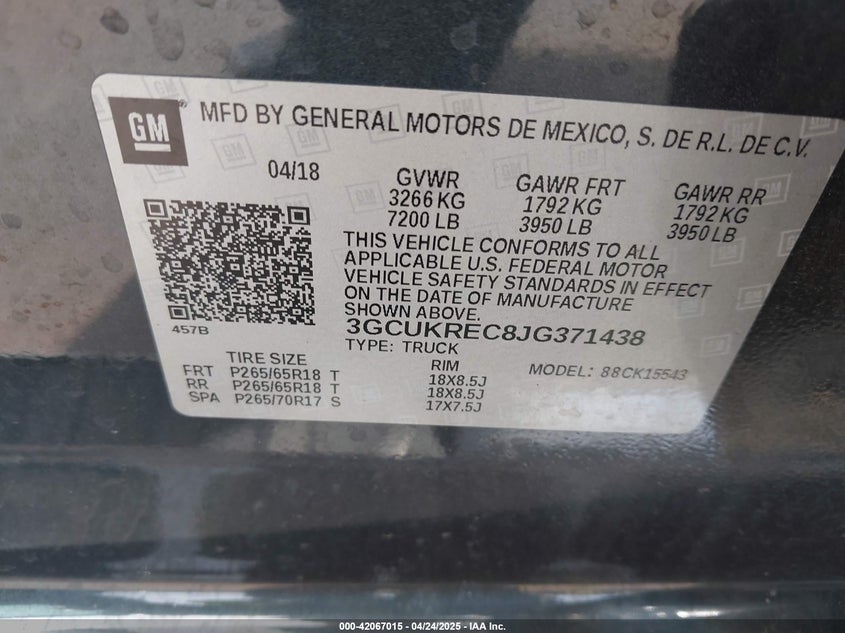 GM
®
MFD BY GENERAL MOTORS DE MEXICO, S. DE R.L. DE C.V.
04/18
GVWR
3266 KG
7200 LB
GAWR FRT
1792 KG
3950 LB
GAWR RR
1792 KG
3950 LB
THIS VEHICLE CONFORMS TO ALL
APPLICABLE U.S. FEDERAL MOTOR
VEHICLE SAFETY STANDARDS IN EFFECT
ON THE DATE OF MANUFACTURE
SHOWN ABOVE.
457B
3GCUKREC8JG371438
TYPE: TRUCK
MODEL: 88CK15543
TIRE SIZE
RIM
FRT P265/65R18 T 18X8.5J
RR P265/65R18 T 18X8.5J
SPA P265/70R17 S 17X7.5J
000-42067015 - 04/24/2025 - IAA Inc.